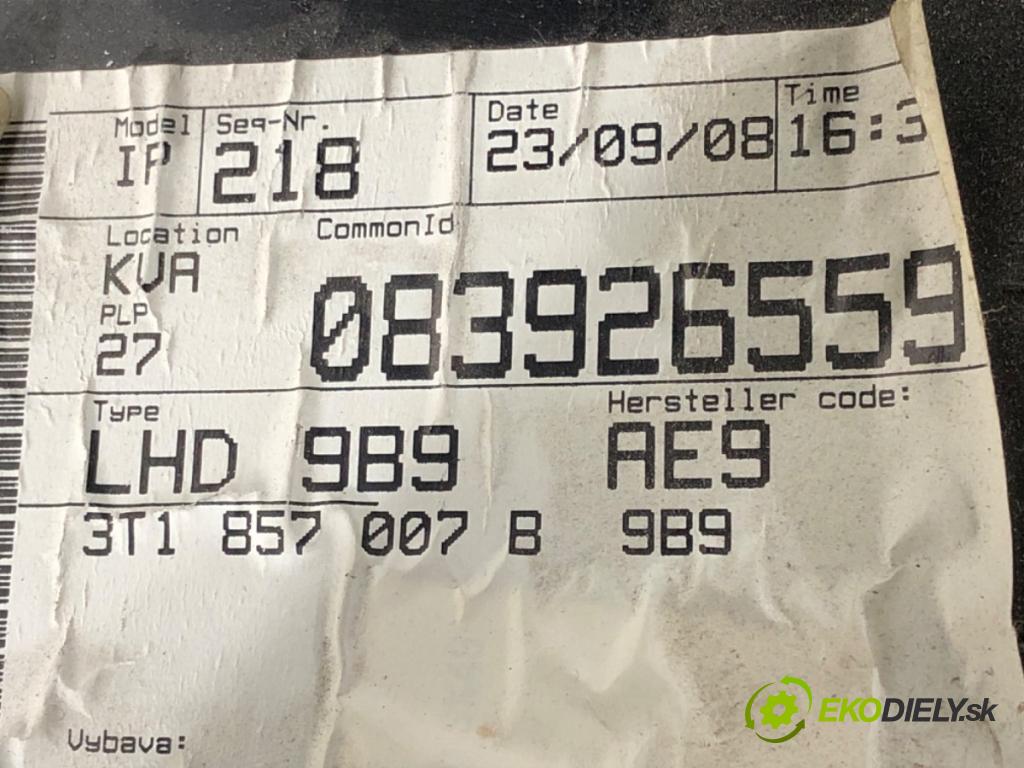 Model Seq-Nr. Date Time
IP 218 23/09/08 16:3
Location CommonId
KVA
083926559
PLP
27
Type Hersteller code:
LHD 9B9 AE9
3T1 857 007 B 9B9
Vybava:
EKODIELY.sk